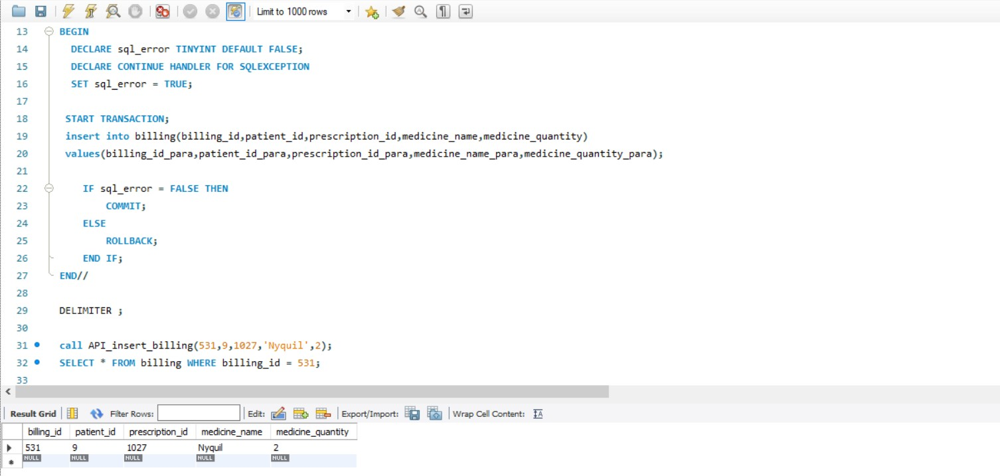 Limit to 1000 rows
13 BEGIN
14 DECLARE sql_error TINYINT DEFAULT FALSE;
15 DECLARE CONTINUE HANDLER FOR SQLEXCEPTION
16 SET sql_error = TRUE;
17
18 START TRANSACTION;
19 insert into billing(billing_id,patient_id,prescription_id,medicine_name,medicine_quantity)
20 values(billing_id_para,patient_id_para,prescription_id_para,medicine_name_para,medicine_quantity_para);
21
22 IF sql_error = FALSE THEN
23 COMMIT;
24 ELSE
25 ROLLBACK;
26 END IF;
27 END//
28
29 DELIMITER ;
30
31 call API_insert_billing(531,9,1027,'Nyquil',2);
32 SELECT * FROM billing WHERE billing_id = 531;
33
Result Grid Filter Rows: Edit: Export/Import: Wrap Cell Content: IA
billing_id patient_id prescription_id medicine_name medicine_quantity
531 9 1027 Nyquil 2
NULL NULL NULL NULL NULL